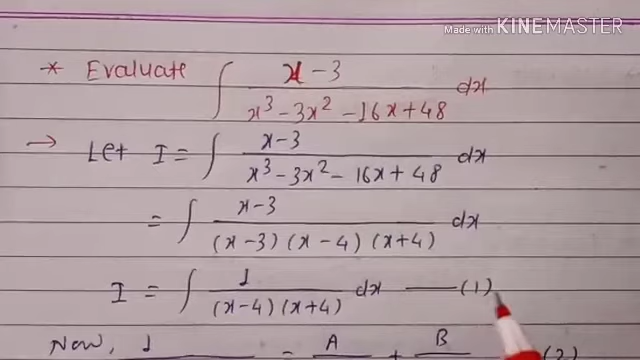 Made with KINEMASTER
* Evaluate ∫ x-3 / x³-3x²-16x+48 dx
→ Let I = ∫ x-3 / x³-3x²-16x+48 dx
= ∫ x-3 / (x-3)(x-4)(x+4) dx
I = ∫ 1 / (x-4)(x+4) dx —(1)
Now, 1 / = A / + B / (2)